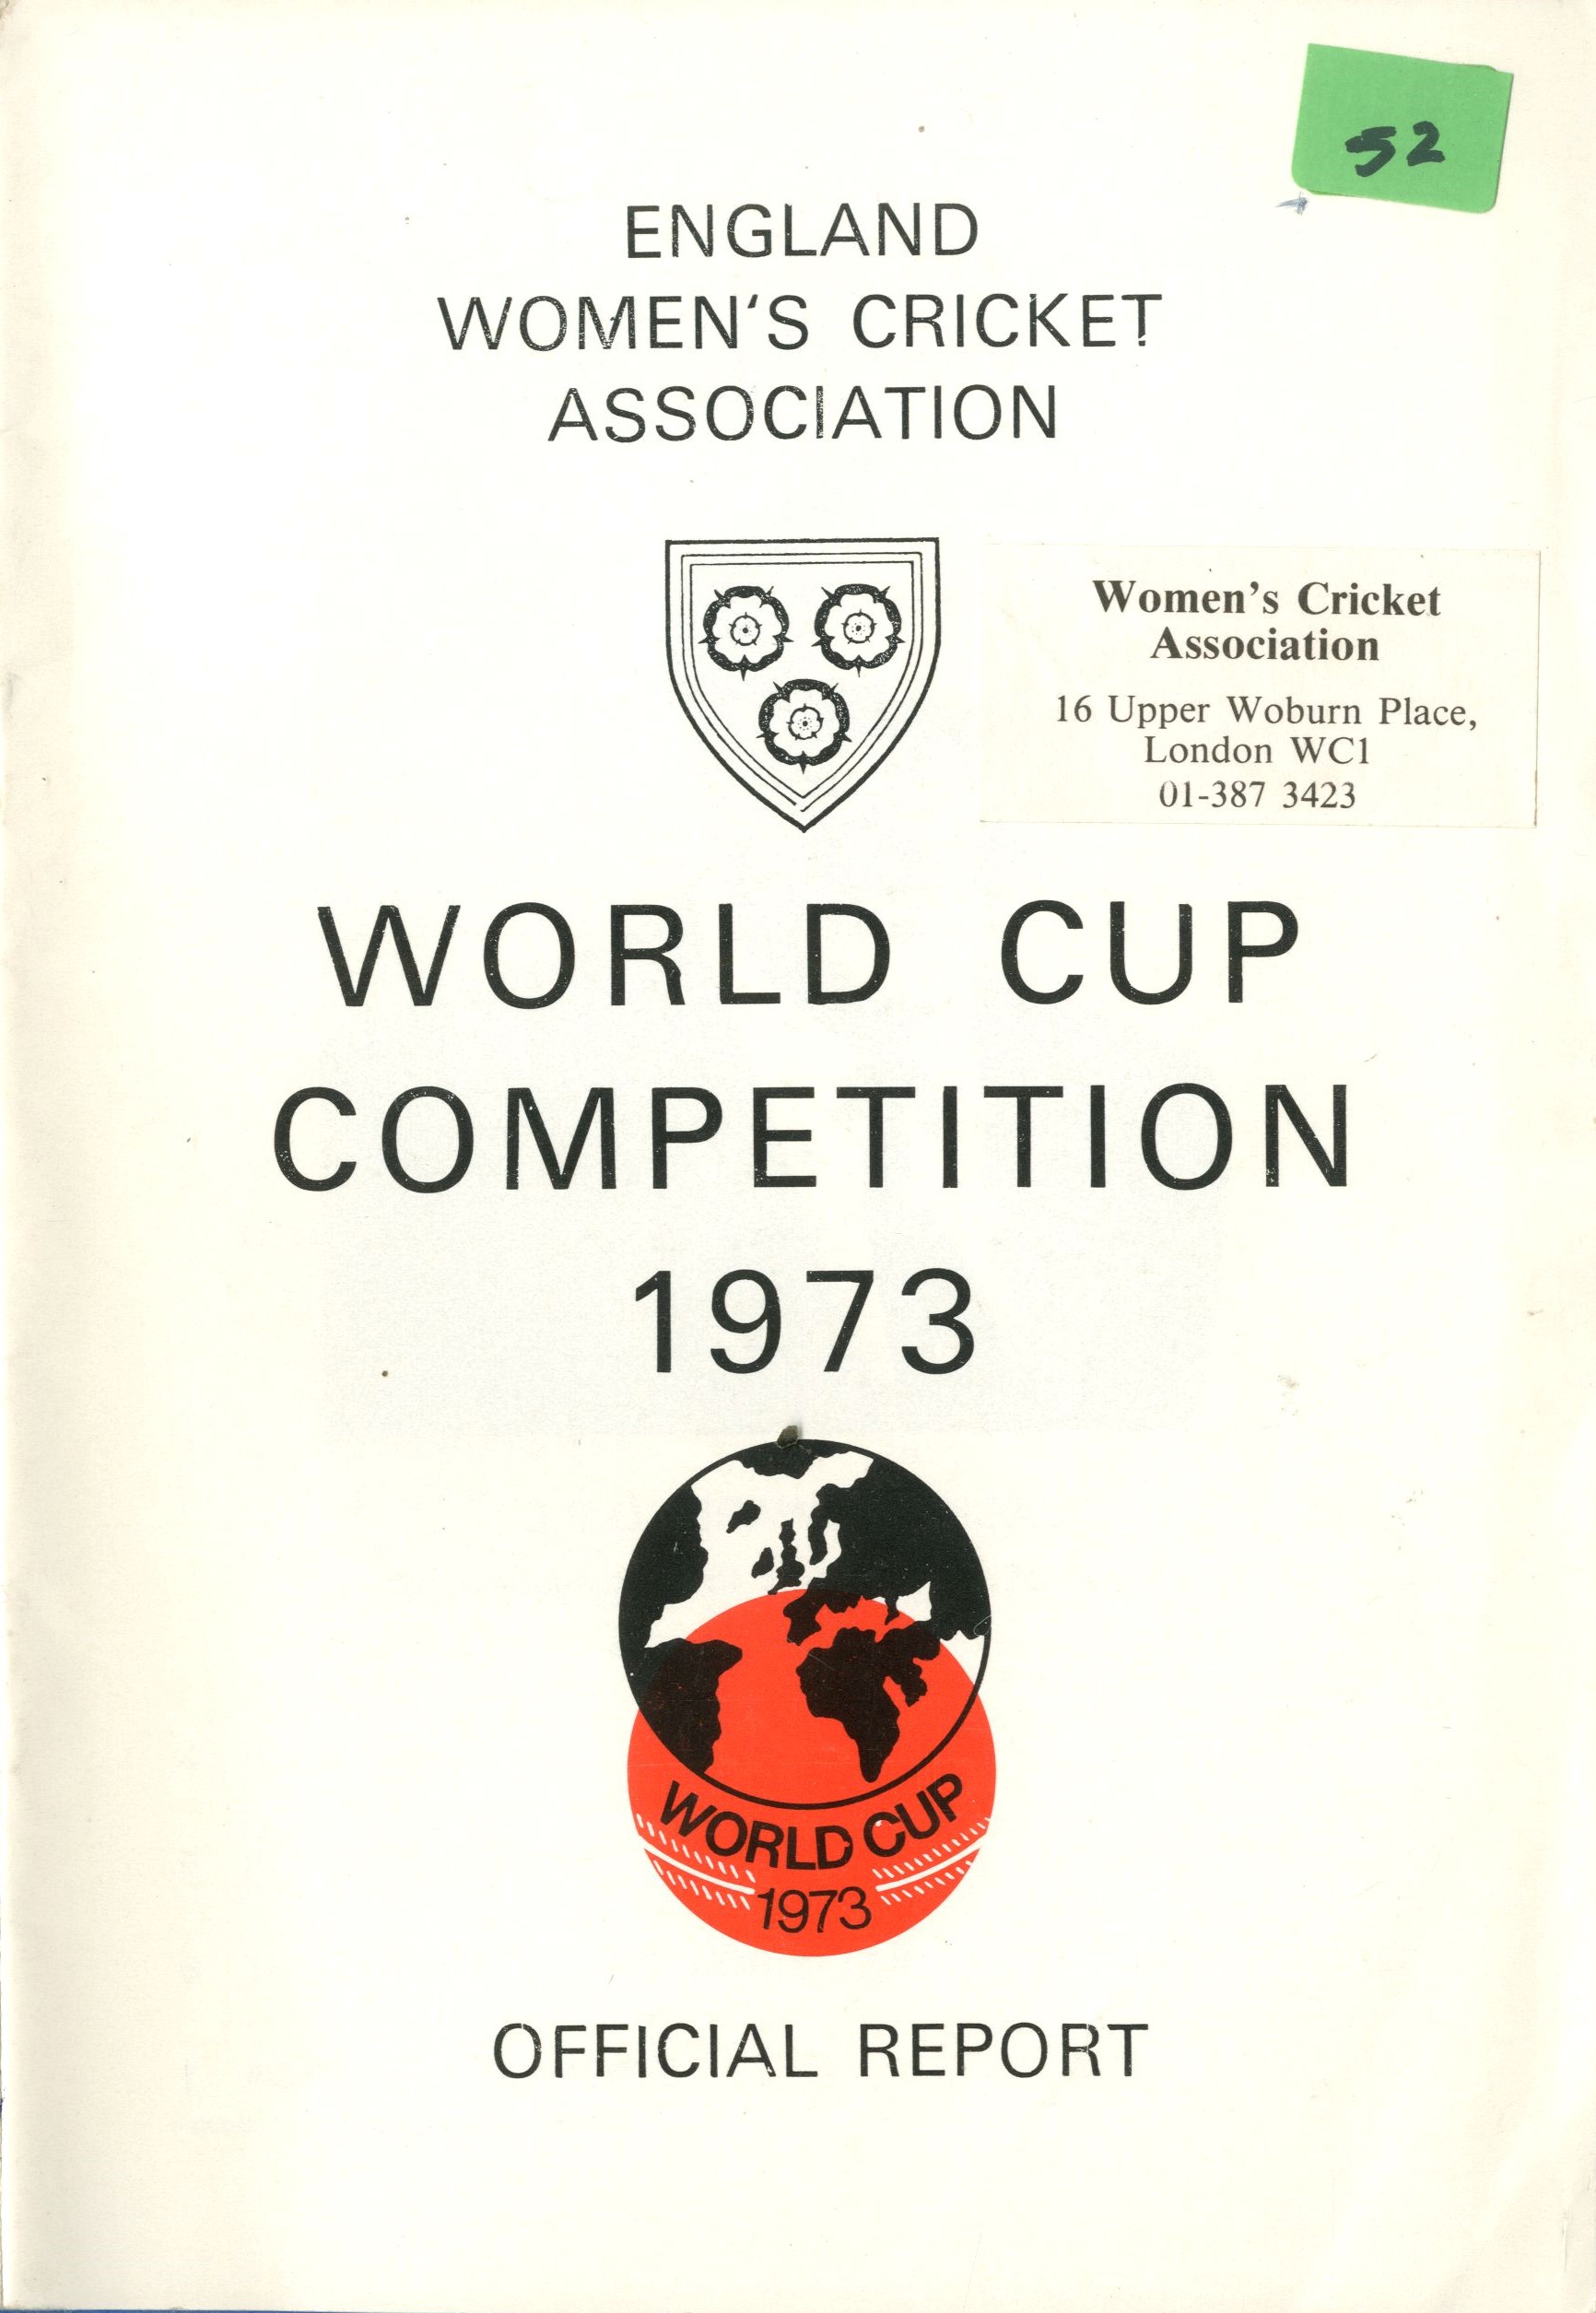 52
ENGLAND
WOMEN'S CRICKET
ASSOCIATION
Women's Cricket
Association
16 Upper Woburn Place,
London WC1
01-387 3423
WORLD CUP
COMPETITION
1973
WORLD CUP
1973
OFFICIAL REPORT